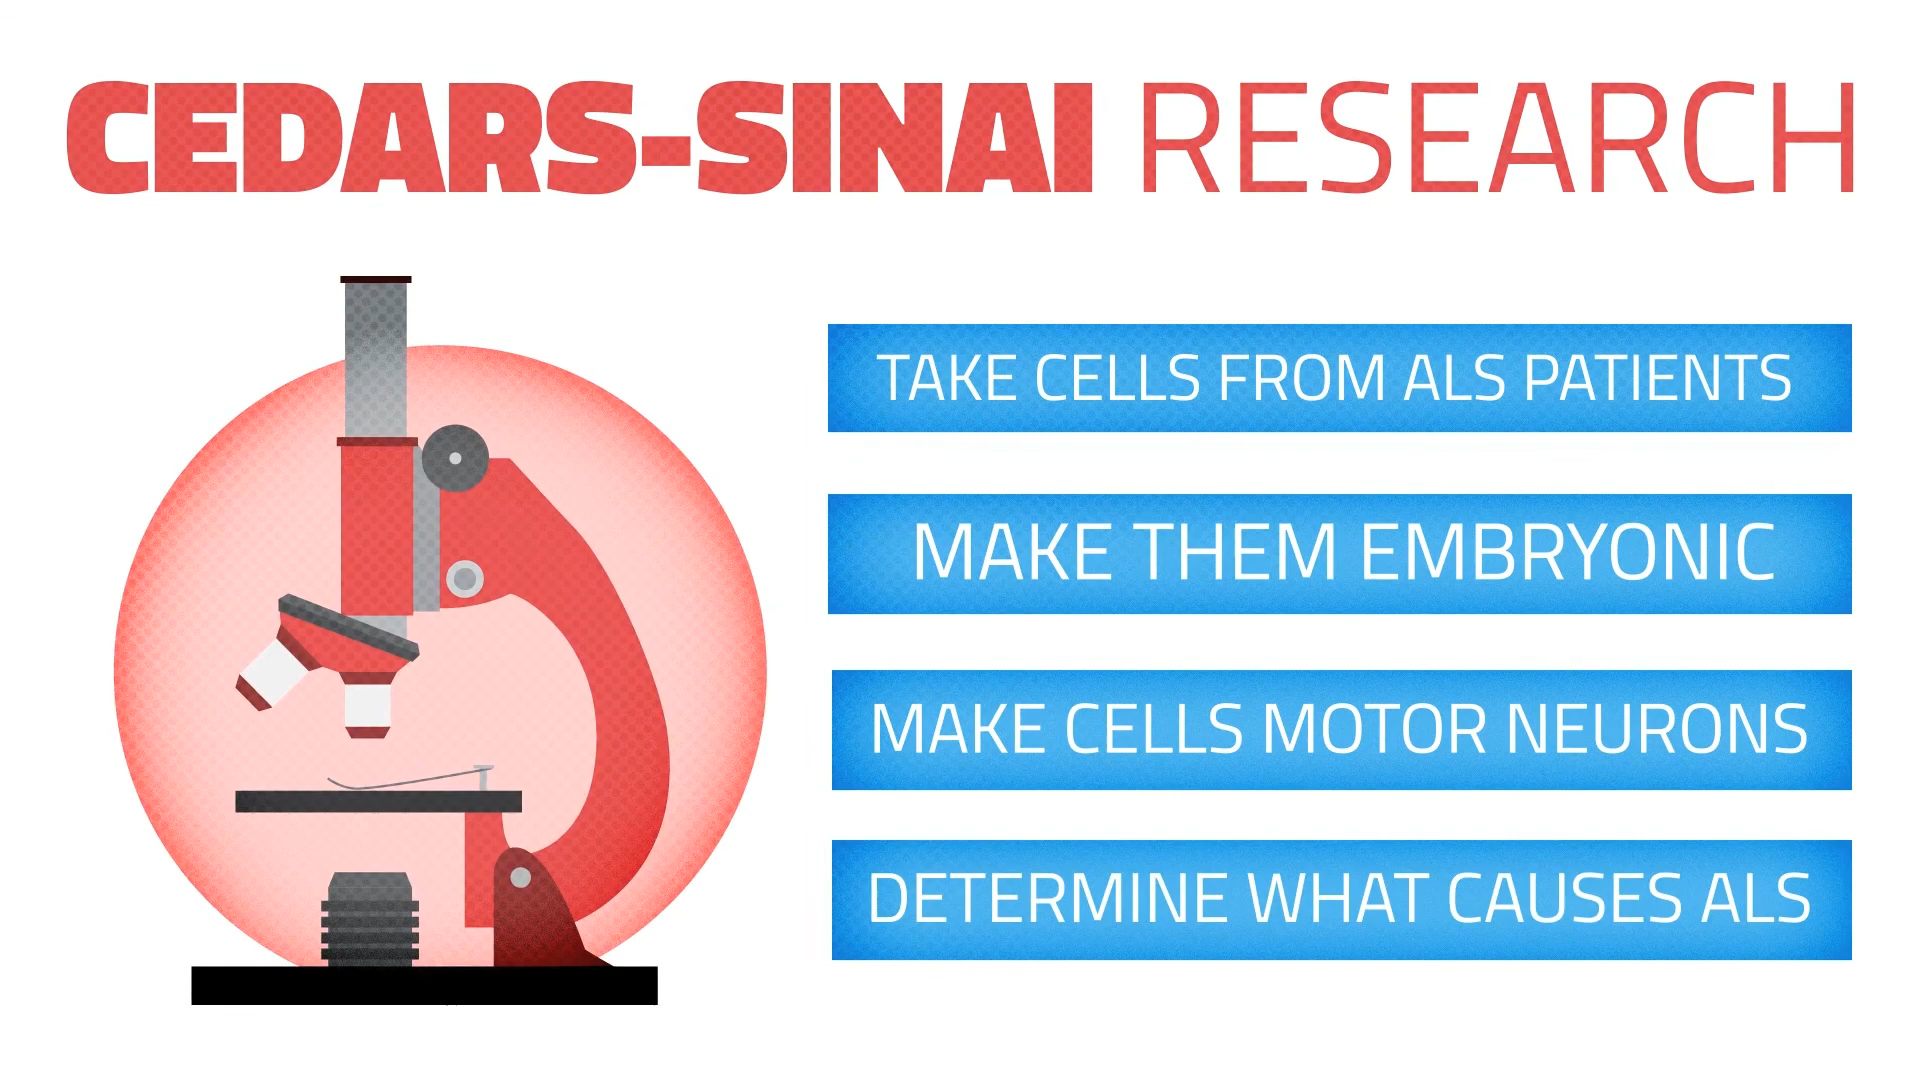 CEDARS-SINAI RESEARCH
TAKE CELLS FROM ALS PATIENTS
MAKE THEM EMBRYONIC
MAKE CELLS MOTOR NEURONS
DETERMINE WHAT CAUSES ALS